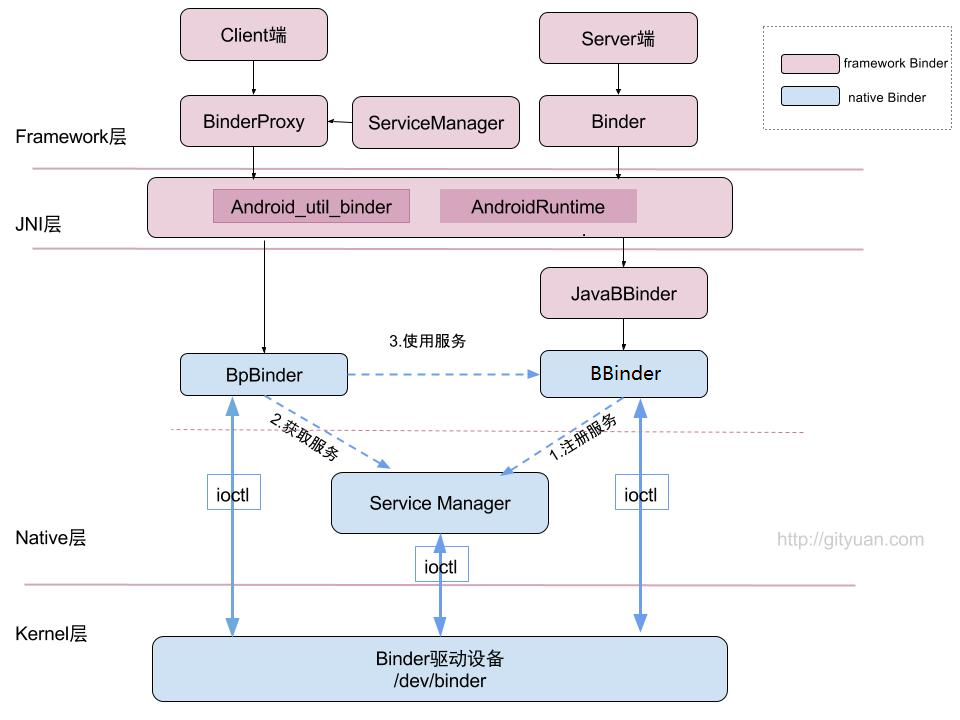 Client端
Server端
framework Binder
native Binder
BinderProxy
ServiceManager
Binder
Framework层
Android_util_binder
AndroidRuntime
JNI层
JavaBBinder
3.使用服务
BpBinder
BBinder
2.获取服务
1.注册服务
ioctl
Service Manager
ioctl
Native层
http://gityuan.com
ioctl
Kernel层
Binder驱动设备
/dev/binder